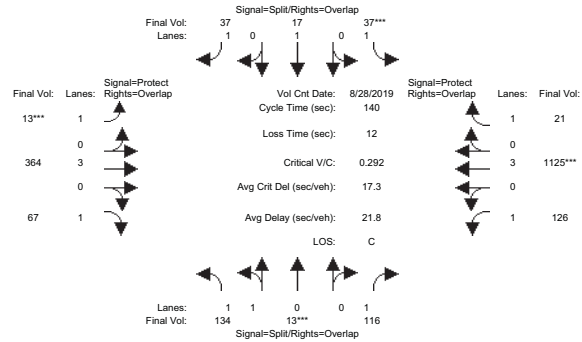 Signal=Split/Rights=Overlap
Final Vol: 37 17 37***
Lanes: 1 0 1 0 1
Signal=Protect Signal=Protect
Final Vol: Lanes: Rights=Overlap Vol Cnt Date: 8/28/2019 Rights=Overlap Lanes: Final Vol:
Cycle Time (sec): 140
13*** 1 1 21
Loss Time (sec): 12
0 0
364 3 Critical V/C: 0.292 3 1125***
0 Avg Crit Del (sec/veh): 17.3 0
67 1 Avg Delay (sec/veh): 21.8 1 126
LOS: C
Lanes: 1 1 0 0 1
Final Vol: 134 13*** 116
Signal=Split/Rights=Overlap